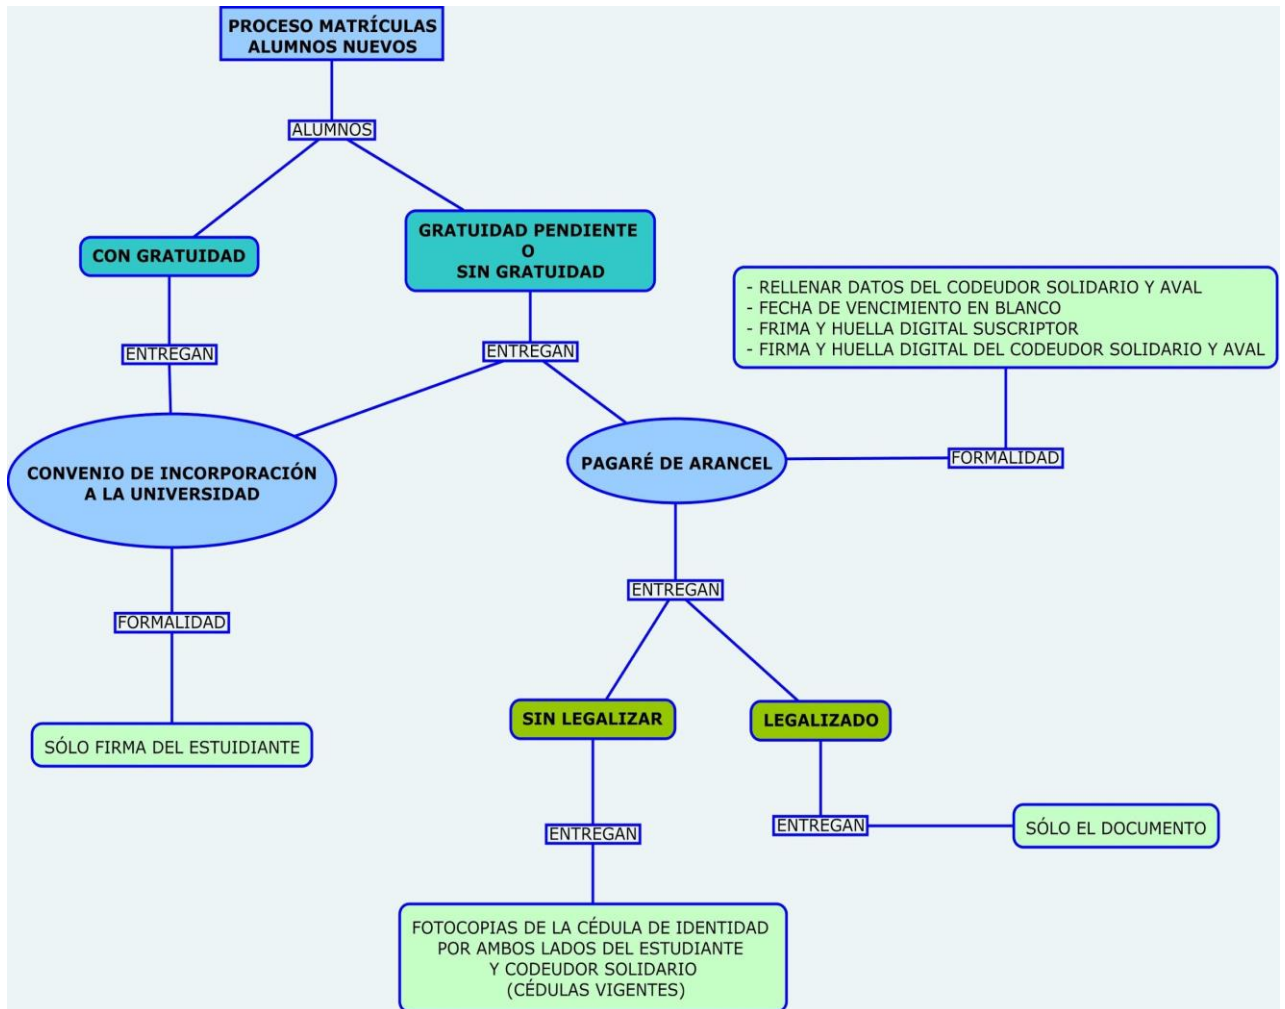 PROCESO MATRÍCULAS
ALUMNOS NUEVOS
ALUMNOS
CON GRATUIDAD
GRATUIDAD PENDIENTE
O
SIN GRATUIDAD
ENTREGAN
ENTREGAN
- RELLENAR DATOS DEL CODEUDOR SOLIDARIO Y AVAL
- FECHA DE VENCIMIENTO EN BLANCO
- FRIMA Y HUELLA DIGITAL SUSCRIPTOR
- FIRMA Y HUELLA DIGITAL DEL CODEUDOR SOLIDARIO Y AVAL
CONVENIO DE INCORPORACIÓN
A LA UNIVERSIDAD
PAGARÉ DE ARANCEL
FORMALIDAD
ENTREGAN
FORMALIDAD
SÓLO FIRMA DEL ESTUIDIANTE
SIN LEGALIZAR
LEGALIZADO
ENTREGAN
ENTREGAN
SÓLO EL DOCUMENTO
FOTOCOPIAS DE LA CÉDULA DE IDENTIDAD
POR AMBOS LADOS DEL ESTUDIANTE
Y CODEUDOR SOLIDARIO
(CÉDULAS VIGENTES)